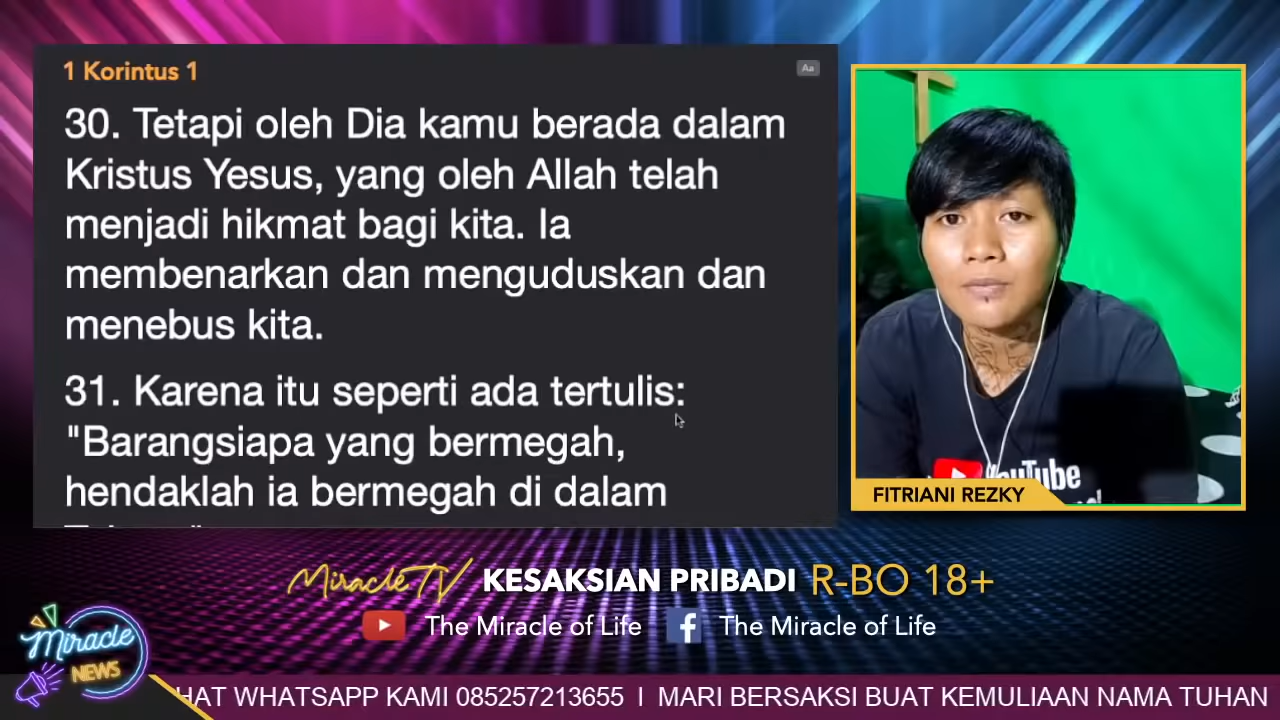 1 Korintus 1
Aa
30. Tetapi oleh Dia kamu berada dalam
Kristus Yesus, yang oleh Allah telah
menjadi hikmat bagi kita. Ia
membenarkan dan menguduskan dan
menebus kita.
31. Karena itu seperti ada tertulis:
"Barangsiapa yang bermegah,
hendaklah ia bermegah di dalam
YouTube
FITRIANI REZKY
Miracle TV KESAKSIAN PRIBADI R-BO 18+
The Miracle of Life f The Miracle of Life
Miracle
NEWS
HAT WHATSAPP KAMI 085257213655 I MARI BERSAKSI BUAT KEMULIAAN NAMA TUHAN